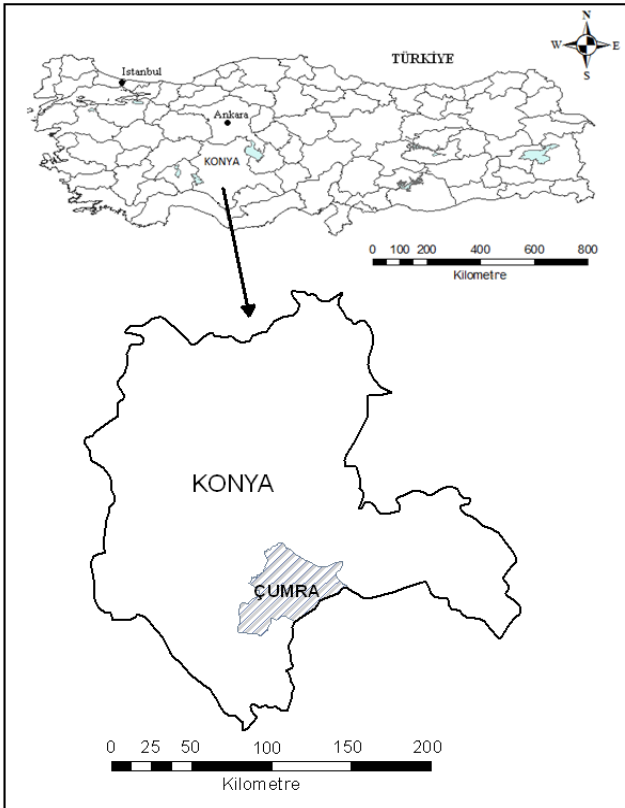 N
TÜRKİYE
W E
S
Istanbul
Ankara
KONYA
0 100 200 400 600 800
Kilometre
KONYA
ÇUMRA
0 25 50 100 150 200
Kilometre